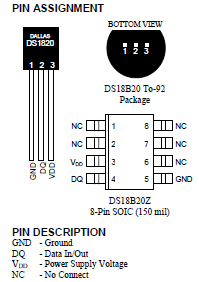 PIN ASSIGNMENT
BOTTOM VIEW
DALLAS
DS1820
1 2 3
1 2 3
GND
DQ
VDD
DS18B20 To-92
Package
NC 1 8 NC
NC 2 7 NC
VDD 3 6 NC
DQ 4 5 GND
DS18B20Z
8-Pin SOIC (150 mil)
PIN DESCRIPTION
GND - Ground
DQ - Data In/Out
VDD - Power Supply Voltage
NC - No Connect